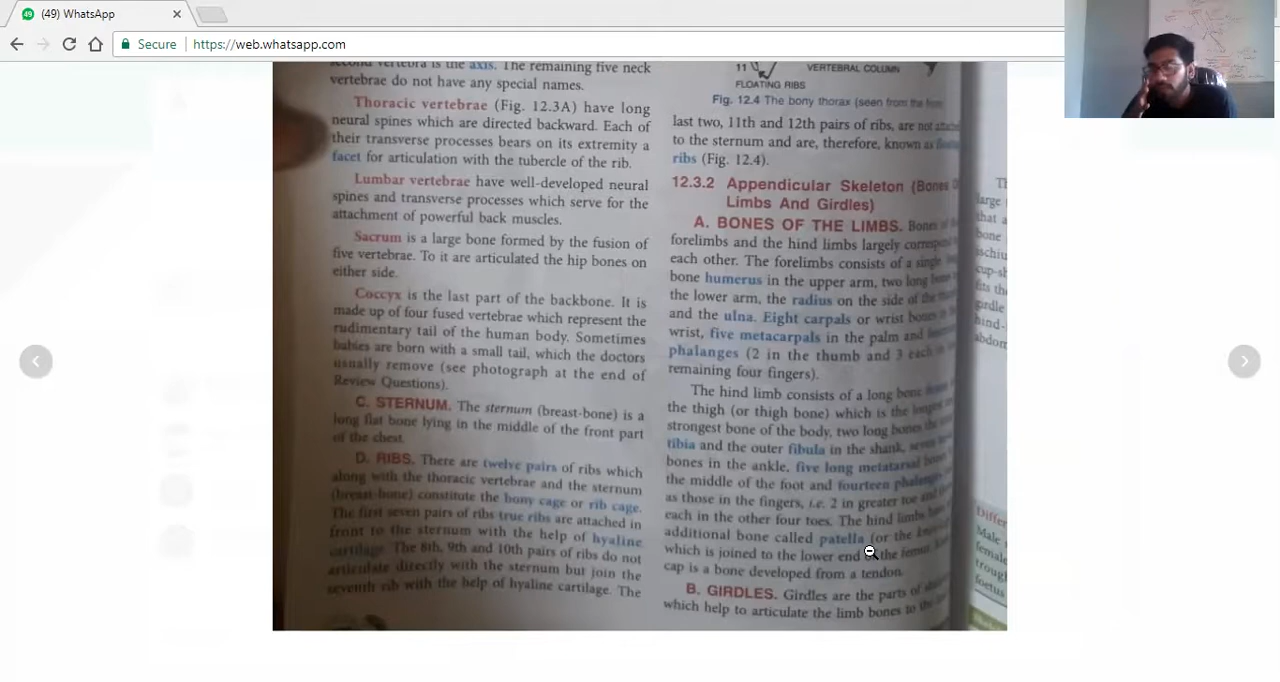 49 (49) WhatsApp
Secure https://web.whatsapp.com
second vertebra is the axis. The remaining five neck
vertebrae do not have any special names.
Thoracic vertebrae (Fig. 12.3A) have long
neural spines which are directed backward. Each of
their transverse processes bears on its extremity a
facet for articulation with the tubercle of the rib.
Lumbar vertebrae have well-developed neural
spines and transverse processes which serve for the
attachment of powerful back muscles.
Sacrum is a large bone formed by the fusion of
five vertebrae. To it are articulated the hip bones on
either side.
Coccyx is the last part of the backbone. It is
made up of four fused vertebrae which represent the
rudimentary tail of the human body. Sometimes
babies are born with a small tail, which the doctors
usually remove (see photograph at the end of
Review Questions).
C. STERNUM. The sternum (breast-bone) is a
long flat bone lying in the middle of the front part
of the chest
D. RIBS. There are twelve pairs of ribs which
along with the thoracic vertebrae and the sternum
(breast-bone) constitute the bony cage or rib cage.
The first seven pairs of ribs true ribs are attached in
front to the sternum with the help of hyaline
cartilage. The 8th, 9th and 10th pairs of ribs do not
articulate directly with the sternum but join the
seventh rib with the help of hyaline cartilage. The
11 VERTEBRAL COLUMN
FLOATING RIBS
Fig. 12.4 The bony thorax (seen from the
last two, 11th and 12th pairs of ribs, are not
to the sternum and are, therefore, known as
ribs (Fig. 12.4).
12.3.2 Appendicular Skeleton (Bones
Limbs And Girdles)
A. BONES OF THE LIMBS. Bones
forelimbs and the hind limbs largely
each other. The forelimbs consists of a single
bone humerus in the upper arm, two long
the lower arm, the radius on the side of the
and the ulna. Eight carpals or wrist bones
wrist, five metacarpals in the palm and
phalanges (2 in the thumb and 3 each
remaining four fingers).
The hind limb consists of a long bone
the thigh (or thigh bone) which is the
strongest bone of the body, two long bones
tibia and the outer fibula in the shank,
bones in the ankle, five long metatarsal
the middle of the foot and fourteen
as those in the fingers, i.e. 2 in greater toe
each in the other four toes. The hind limbs
additional bone called patella (or the
which is joined to the lower end the
cap is a bone developed from a tendon.
B. GIRDLES. Girdles are the parts of
which help to articulate the limb bones to the
large
that a
bone